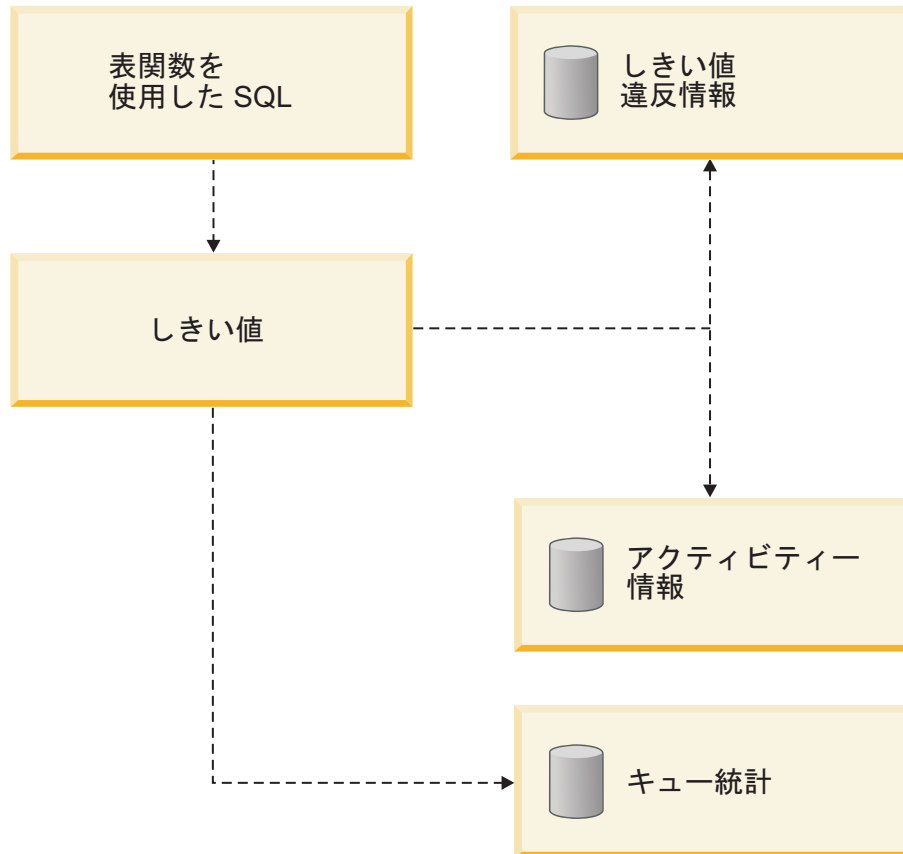 表関数を
使用した SQL
しきい値
違反情報
しきい値
アクティビティー
情報
キュー統計